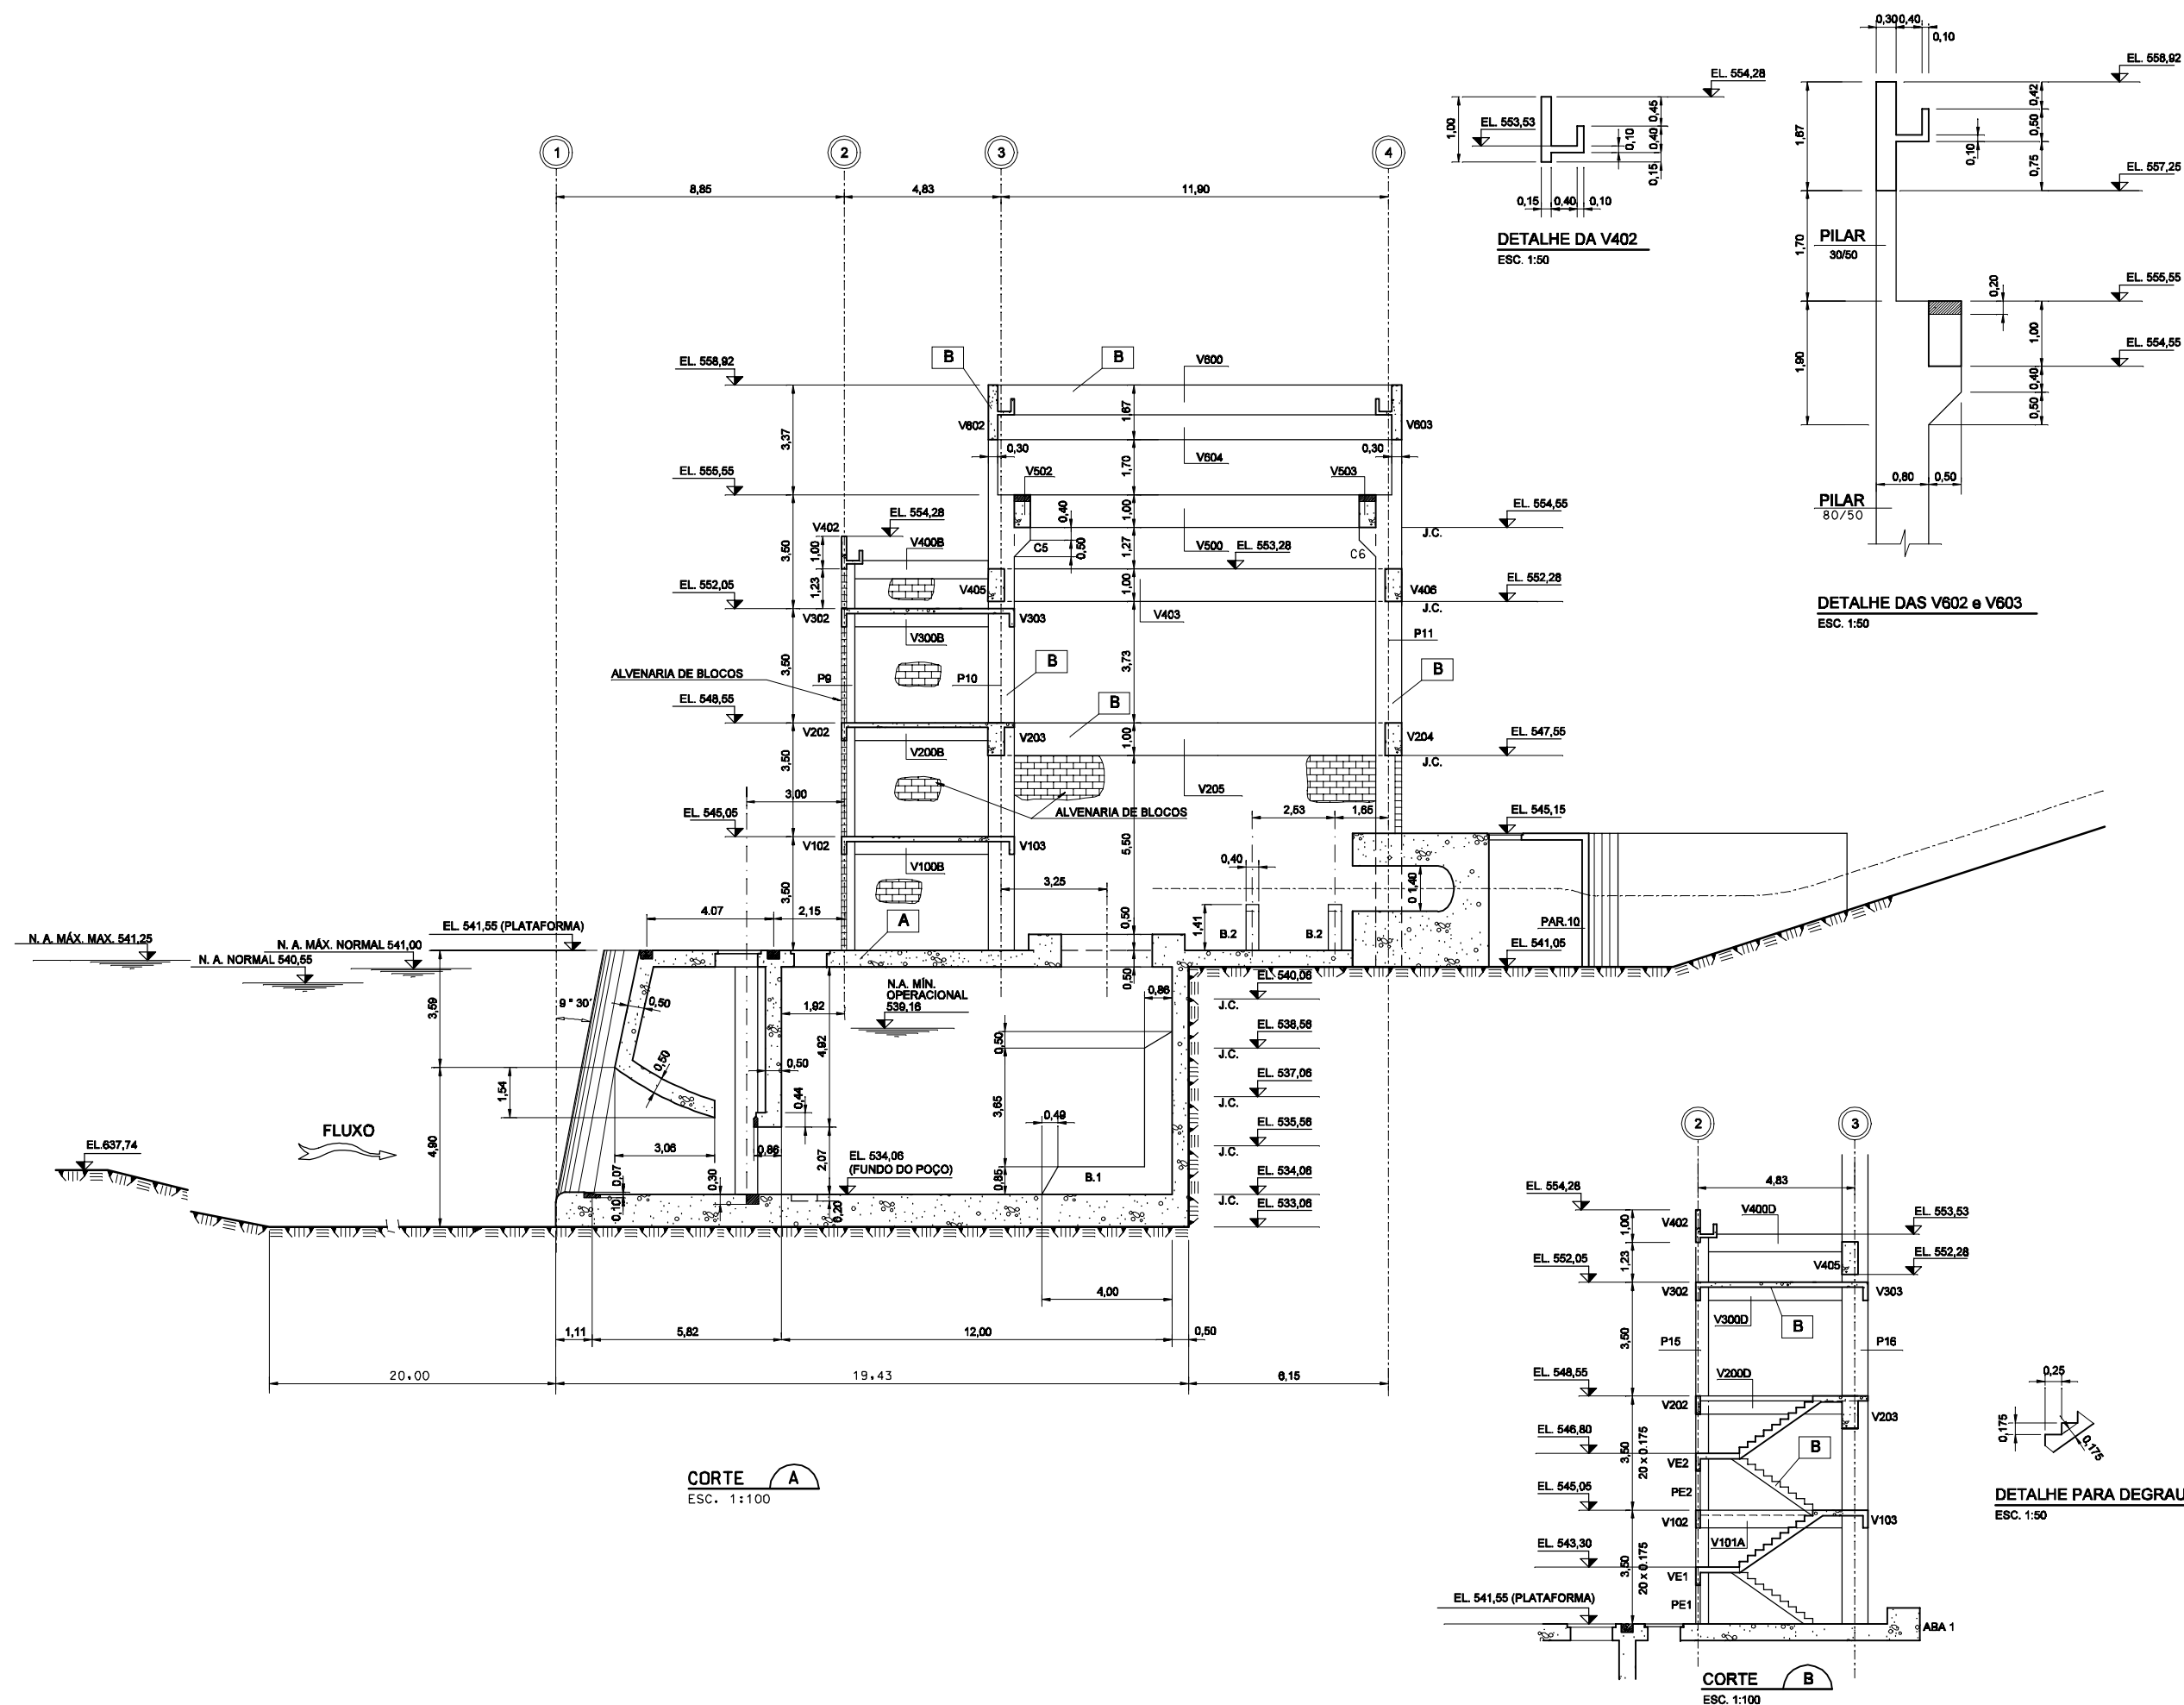 1
2
3
4
8,85
4,83
11,90
EL. 554,28
EL. 553,53
1,00
0,45
0,40
0,10
0,15
0,15
0,40
0,10
DETALHE DA V402
ESC. 1:50
0,30
0,40
0,10
EL. 558,92
0,42
0,50
0,10
0,75
1,67
EL. 557,25
1,70
PILAR
30/50
0,20
EL. 555,55
1,00
EL. 554,55
1,90
0,40
0,50
0,80
0,50
PILAR
80/50
DETALHE DAS V602 e V603
ESC. 1:50
B
B
V600
EL. 558,92
3,37
1,67
V602
V603
0,30
0,30
V604
1,70
EL. 555,55
V502
V503
EL. 554,28
0,40
1,00
EL. 554,55
J.C.
V402
1,00
V400B
C5
0,50
1,27
V500
EL. 553,28
C6
3,50
EL. 552,05
1,23
V405
1,00
V406
EL. 552,28
J.C.
V302
V303
V403
V300B
P11
3,50
3,73
B
B
ALVENARIA DE BLOCOS
P9
P10
B
EL. 548,55
V202
V203
1,00
V204
EL. 547,55
J.C.
V200B
3,50
V205
3,00
ALVENARIA DE BLOCOS
2,53
1,65
EL. 545,05
EL. 545,15
V102
V103
5,50
V100B
0,40
3,50
3,25
1,40
4.07
2,15
A
0,50
1,41
B.2
B.2
PAR.10
EL. 541,55 (PLATAFORMA)
N. A. MÁX. MAX. 541,25
N. A. MÁX. NORMAL 541,00
N. A. NORMAL 540,55
EL. 541,05
0,50
EL. 540,06
J.C.
N.A. MÍN.
OPERACIONAL
539,16
0,86
3,59
9 ° 30'
0,50
1,92
EL. 538,56
J.C.
0,50
4,92
0,50
0,50
1,54
0,44
3,65
0,49
EL. 537,06
J.C.
FLUXO
EL.637,74
4,90
3,06
0,86
2,07
EL. 535,56
J.C.
EL. 534,06
(FUNDO DO POÇO)
0,07
0,10
0,30
0,20
0,85
B.1
EL. 534,06
J.C.
EL. 533,06
4,00
1,11
5,82
12,00
0,50
20,00
19,43
6,15
CORTE A
ESC. 1:100
2
3
4,83
EL. 554,28
V402
1,00
V400D
EL. 553,53
1,23
EL. 552,05
V405
EL. 552,28
V302
V303
V300D
B
3,50
P15
P16
EL. 548,55
V200D
V202
V203
EL. 546,80
3,50
20 x 0.175
B
VE2
PE2
EL. 545,05
V102
V103
V101A
EL. 543,30
3,50
20 x 0.175
VE1
PE1
EL. 541,55 (PLATAFORMA)
ABA 1
CORTE B
ESC. 1:100
0,25
0,175
0,175
DETALHE PARA DEGRAU
ESC. 1:50